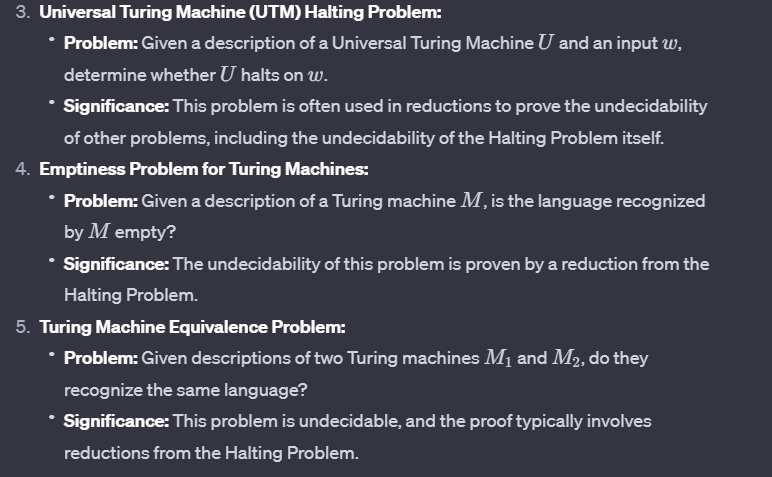 3. Universal Turing Machine (UTM) Halting Problem:
• Problem: Given a description of a Universal Turing Machine U and an input w,
determine whether U halts on w.
• Significance: This problem is often used in reductions to prove the undecidability
of other problems, including the undecidability of the Halting Problem itself.
4. Emptiness Problem for Turing Machines:
• Problem: Given a description of a Turing machine M, is the language recognized
by M empty?
• Significance: The undecidability of this problem is proven by a reduction from the
Halting Problem.
5. Turing Machine Equivalence Problem:
• Problem: Given descriptions of two Turing machines M₁ and M₂, do they
recognize the same language?
• Significance: This problem is undecidable, and the proof typically involves
reductions from the Halting Problem.